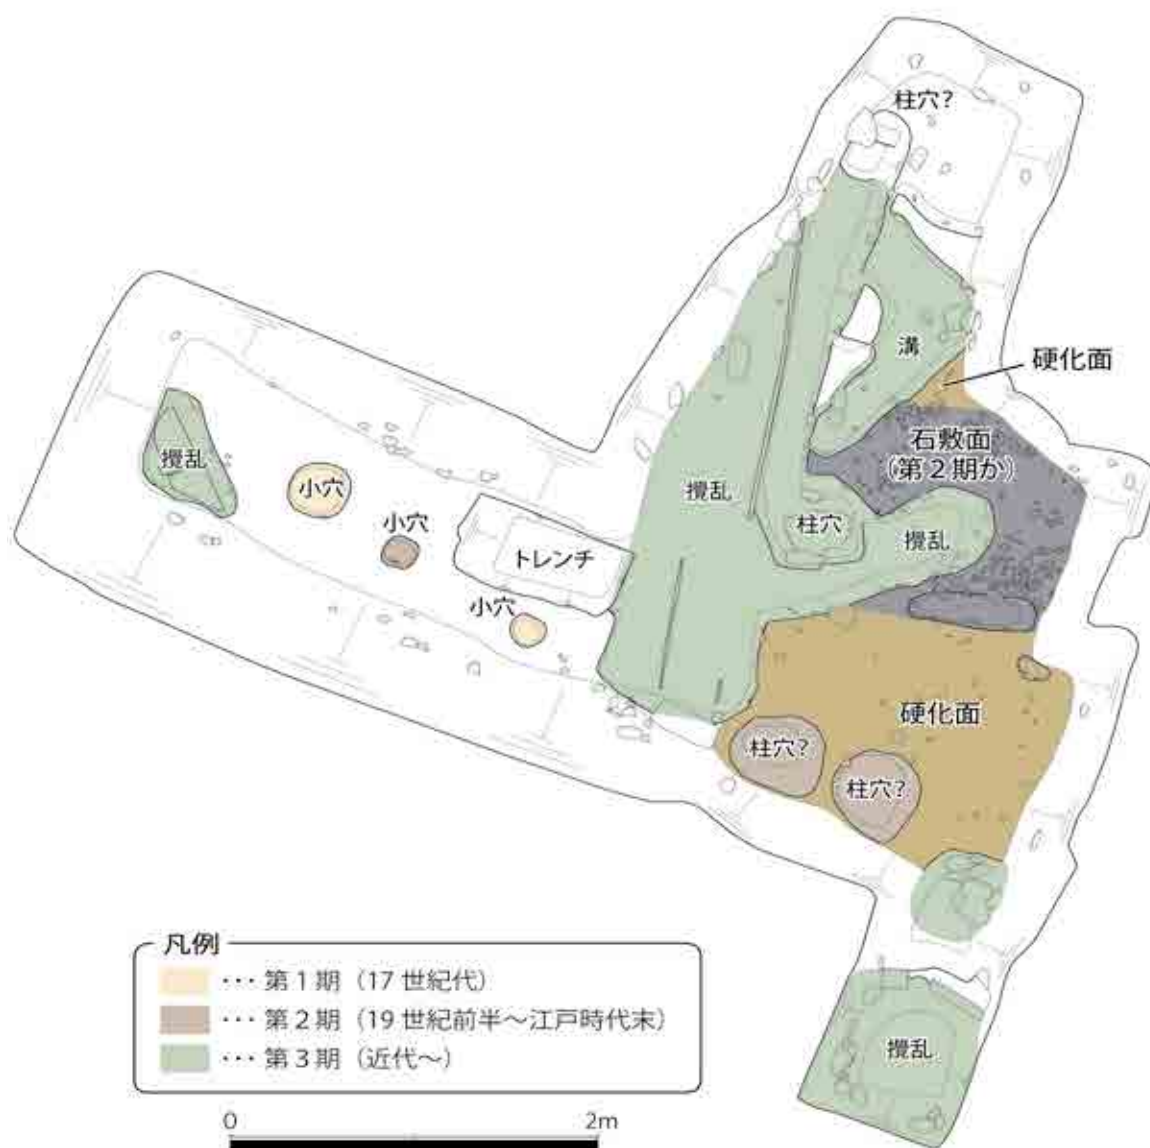 柱穴?
溝
硬化面
石敷面
(第2期か)
攪乱
小穴
攪乱
柱穴
攪乱
小穴
トレンチ
小穴
硬化面
柱穴?
柱穴?
凡例
･･･ 第1期 (17世紀代)
･･･ 第2期 (19世紀前半～江戸時代末)
･･･ 第3期 (近代～)
攪乱
0 2m